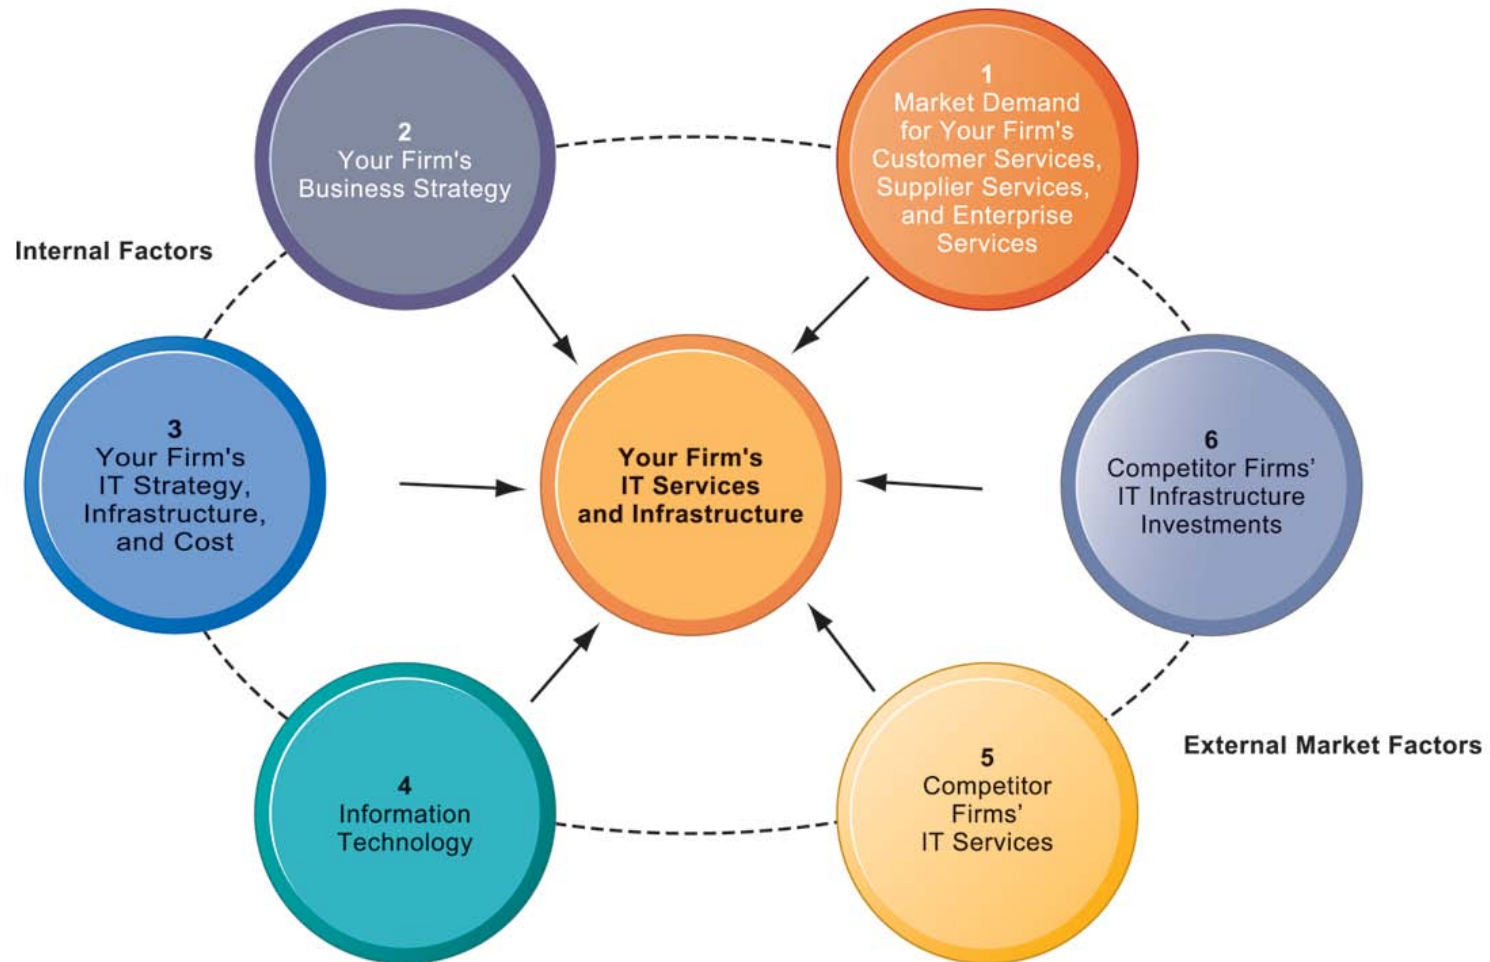 1
Market Demand
for Your Firm's
Customer Services,
Supplier Services,
and Enterprise
Services
2
Your Firm's
Business Strategy
Internal Factors
3
Your Firm's
IT Strategy,
Infrastructure,
and Cost
Your Firm's
IT Services
and Infrastructure
6
Competitor Firms’
IT Infrastructure
Investments
External Market Factors
4
Information
Technology
5
Competitor
Firms’
IT Services